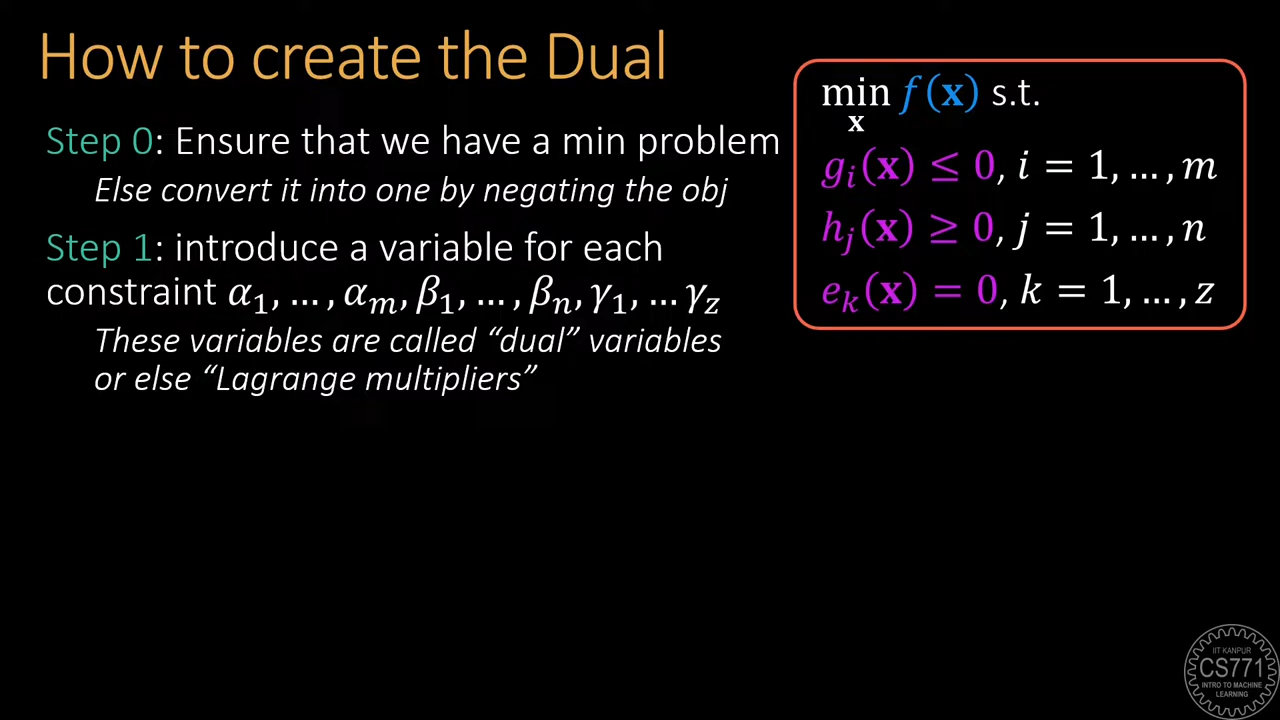 How to create the Dual
Step 0: Ensure that we have a min problem
Else convert it into one by negating the obj
Step 1: introduce a variable for each
constraint α₁, …, αₘ, β₁, …, βₙ, γ₁, … γ_z
These variables are called “dual” variables
or else “Lagrange multipliers”
min f(x) s.t.
x
gᵢ(x) ≤ 0, i = 1, …, m
hⱼ(x) ≥ 0, j = 1, …, n
eₖ(x) = 0, k = 1, …, z
IIT KANPUR
CS771
INTRO TO MACHINE
LEARNING